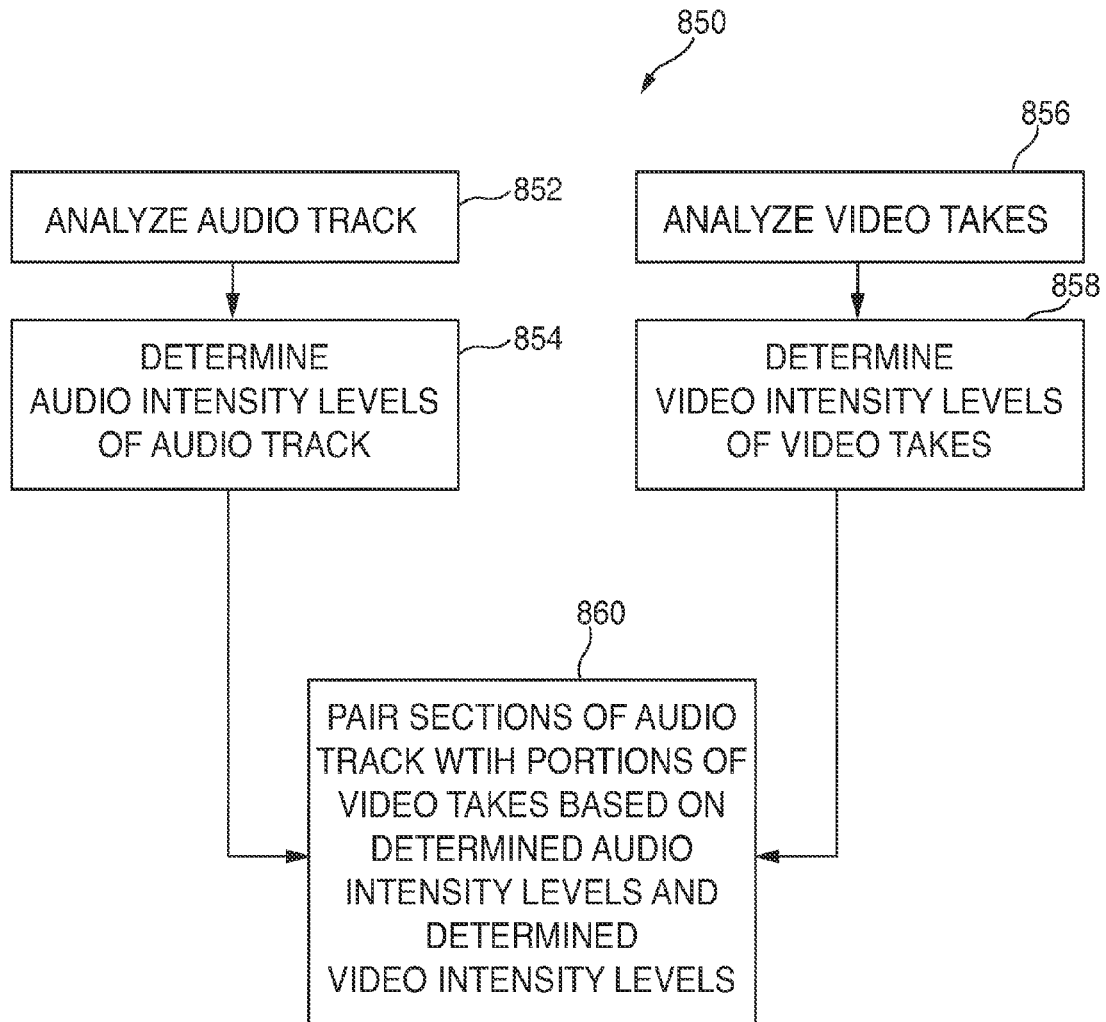 850
852
ANALYZE AUDIO TRACK
856
ANALYZE VIDEO TAKES
854
DETERMINE
AUDIO INTENSITY LEVELS
OF AUDIO TRACK
858
DETERMINE
VIDEO INTENSITY LEVELS
OF VIDEO TAKES
860
PAIR SECTIONS OF AUDIO
TRACK WTIH PORTIONS OF
VIDEO TAKES BASED ON
DETERMINED AUDIO
INTENSITY LEVELS AND
DETERMINED
VIDEO INTENSITY LEVELS